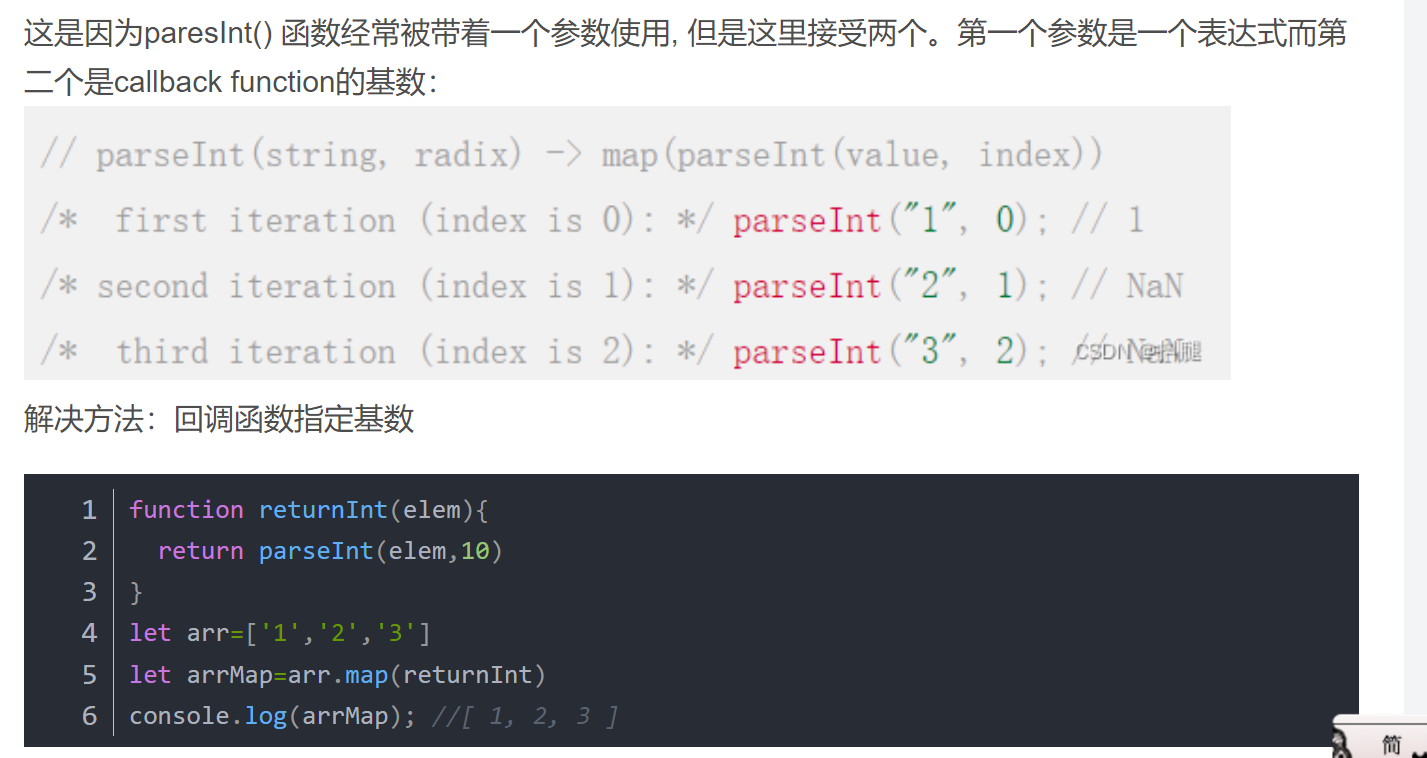 这是因为paresInt() 函数经常被带着一个参数使用, 但是这里接受两个。第一个参数是一个表达式而第
二个是callback function的基数：
// parseInt(string, radix) -> map(parseInt(value, index))
/*  first iteration (index is 0): */ parseInt("1", 0); // 1
/* second iteration (index is 1): */ parseInt("2", 1); // NaN
/*  third iteration (index is 2): */ parseInt("3", 2); // NaN
CSDN
解决方法：回调函数指定基数
1 function returnInt(elem){
2   return parseInt(elem,10)
3 }
4 let arr=['1','2','3']
5 let arrMap=arr.map(returnInt)
6 console.log(arrMap); //[ 1, 2, 3 ]
简